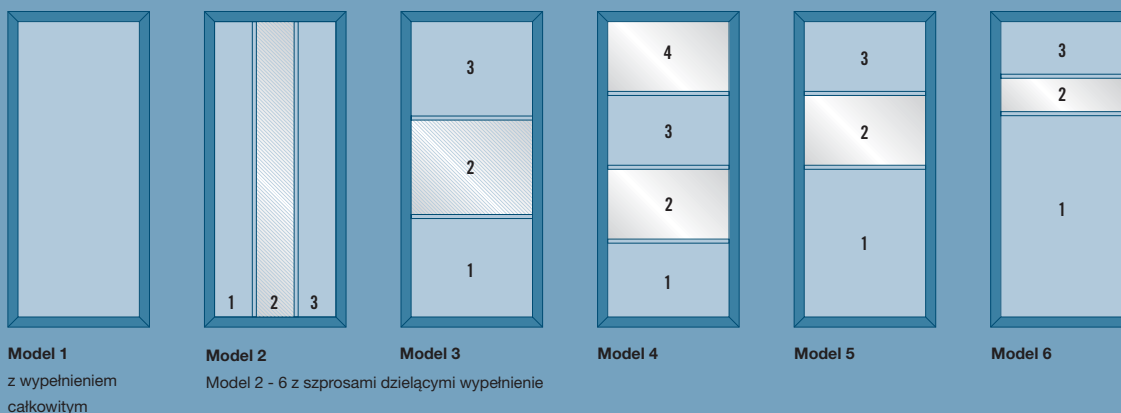 1 2 3
3
2
1
4
3
2
1
3
2
1
3
2
1
Model 1
z wypełnieniem
całkowitym
Model 2
Model 2 - 6 z szprosami dzielącymi wypełnienie
Model 3
Model 4
Model 5
Model 6